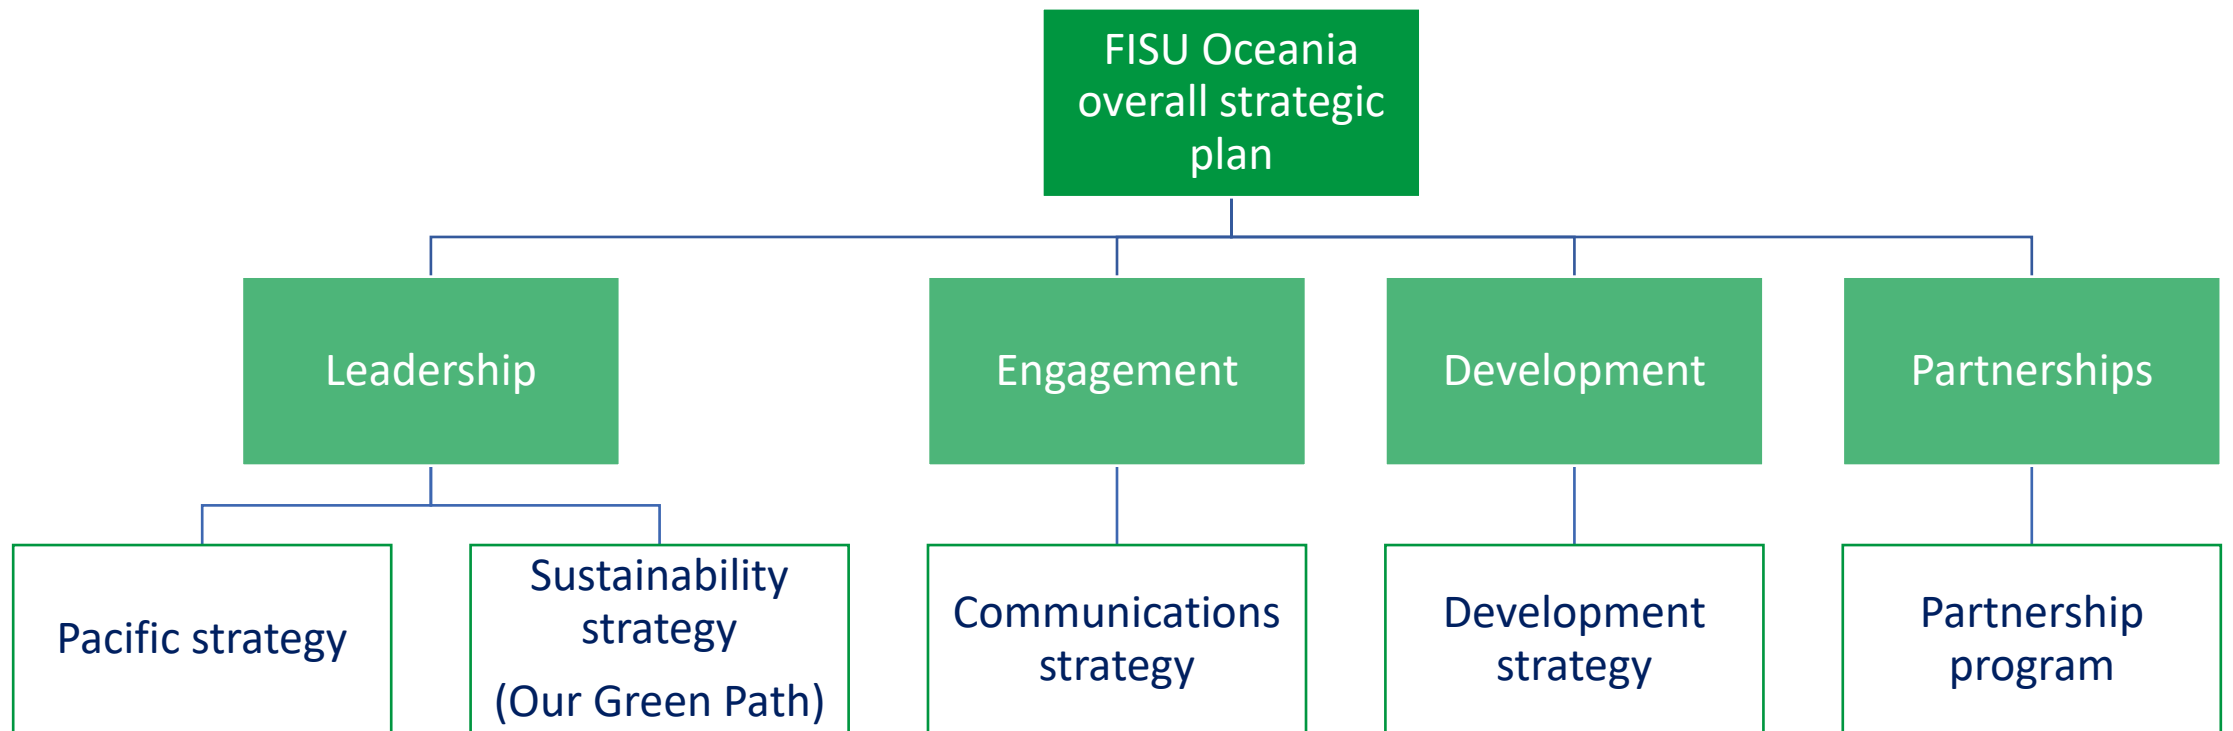 FISU Oceania
overall strategic
plan
Leadership
Engagement
Development
Partnerships
Pacific strategy
Sustainability
strategy
(Our Green Path)
Communications
strategy
Development
strategy
Partnership
program